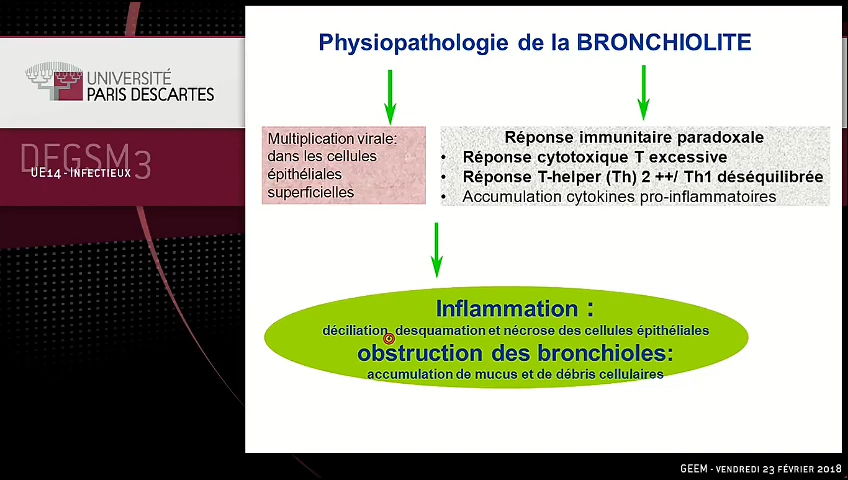 Physiopathologie de la BRONCHIOLITE
UNIVERSITÉ
PARIS DESCARTES
DFGSM3
UE14 - INFECTIEUX
Multiplication virale:
dans les cellules
épithéliales
superficielles
Réponse immunitaire paradoxale
• Réponse cytotoxique T excessive
• Réponse T-helper (Th) 2 ++/ Th1 déséquilibrée
• Accumulation cytokines pro-inflammatoires
Inflammation :
déciliation, desquamation et nécrose des cellules épithéliales
obstruction des bronchioles:
accumulation de mucus et de débris cellulaires
GEEM - VENDREDI 23 FÉVRIER 2018